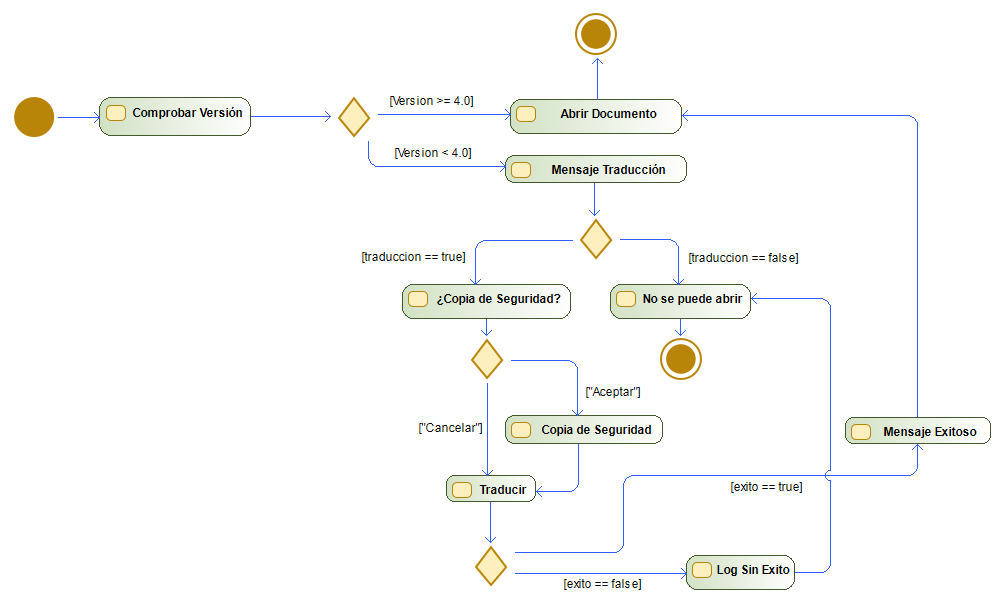 [Version >= 4.0]
Comprobar Versión
Abrir Documento
[Version < 4.0]
Mensaje Traducción
[traduccion == true]
[traduccion == false]
¿Copia de Seguridad?
No se puede abrir
["Aceptar"]
["Cancelar"]
Copia de Seguridad
Mensaje Exitoso
Traducir
[exito == true]
Log Sin Exito
[exito == false]